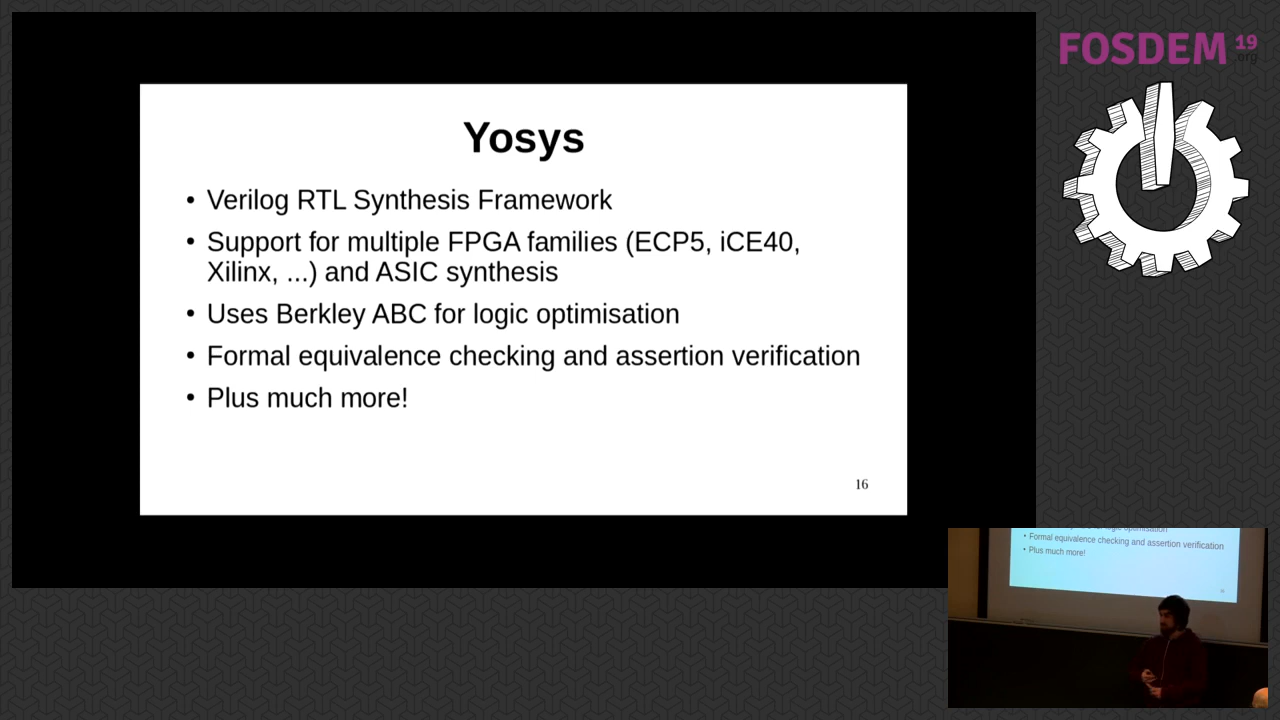 FOSDEM 19
.org
Yosys
• Verilog RTL Synthesis Framework
• Support for multiple FPGA families (ECP5, iCE40,
Xilinx, ...) and ASIC synthesis
• Uses Berkley ABC for logic optimisation
• Formal equivalence checking and assertion verification
• Plus much more!
16
• Formal equivalence checking and assertion verification
• Plus much more!